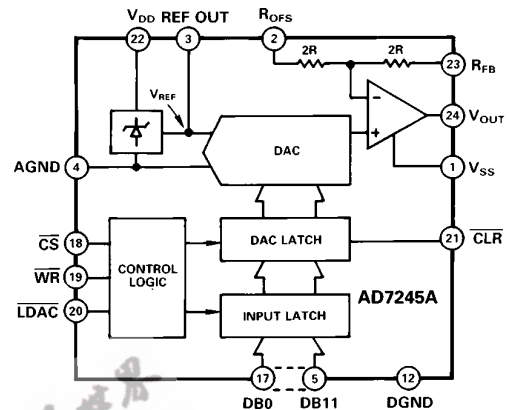 VDD REF OUT ROFS
22 3 2
2R 2R
23 RFB
VREF
24 VOUT
DAC
AGND 4
1 VSS
CS 18
CONTROL LOGIC
DAC LATCH
21 CLR
WR 19
AD7245A
LDAC 20
INPUT LATCH
17 5 12
DB0 DB11 DGND